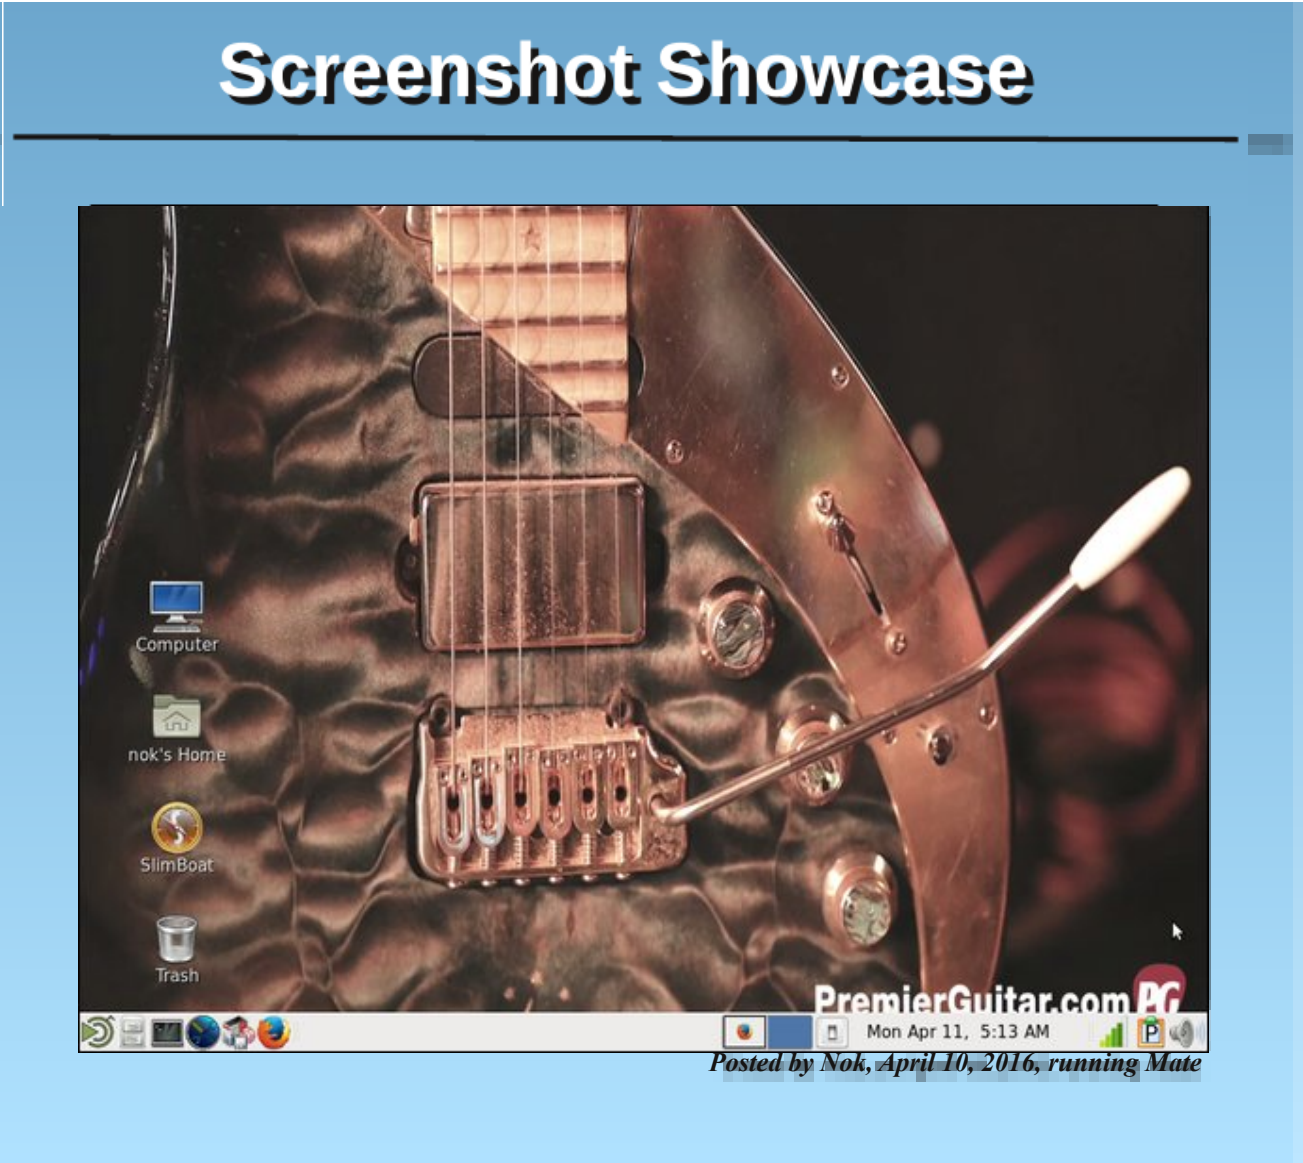 Screenshot Showcase
Computer
nok's Home
SlimBoat
Trash
PremierGuitar.com PG
Mon Apr 11, 5:13 AM
P
Posted by Nok, April 10, 2016, running Mate